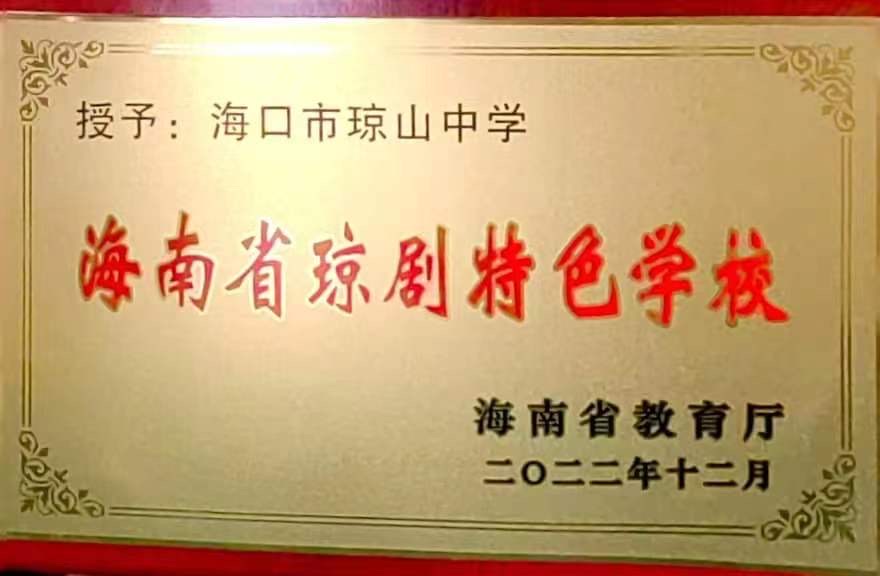 授予：海口市琼山中学
海南省琼剧特色学校
海南省教育厅
二〇二二年十二月